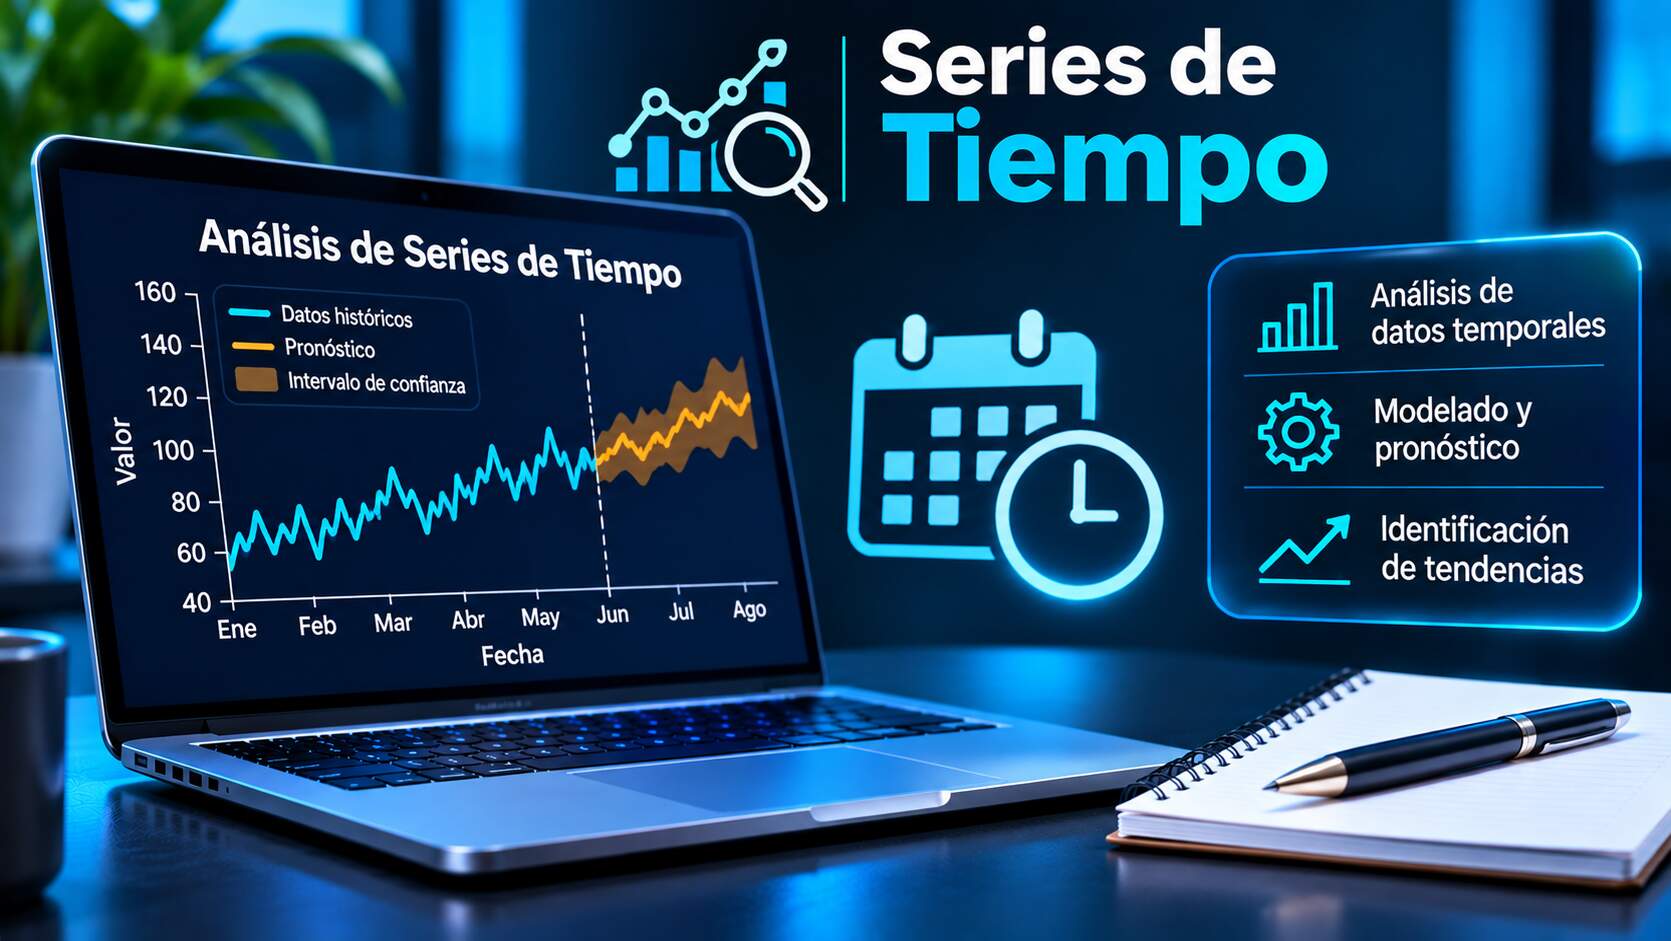 Series de
Tiempo
Análisis de Series de Tiempo
Datos históricos
Pronóstico
Intervalo de confianza
160
140
120
100
80
60
40
Valor
Ene
Feb
Mar
Abr
May
Jun
Jul
Ago
Fecha
Análisis de
datos temporales
Modelado y
pronóstico
Identificación
de tendencias